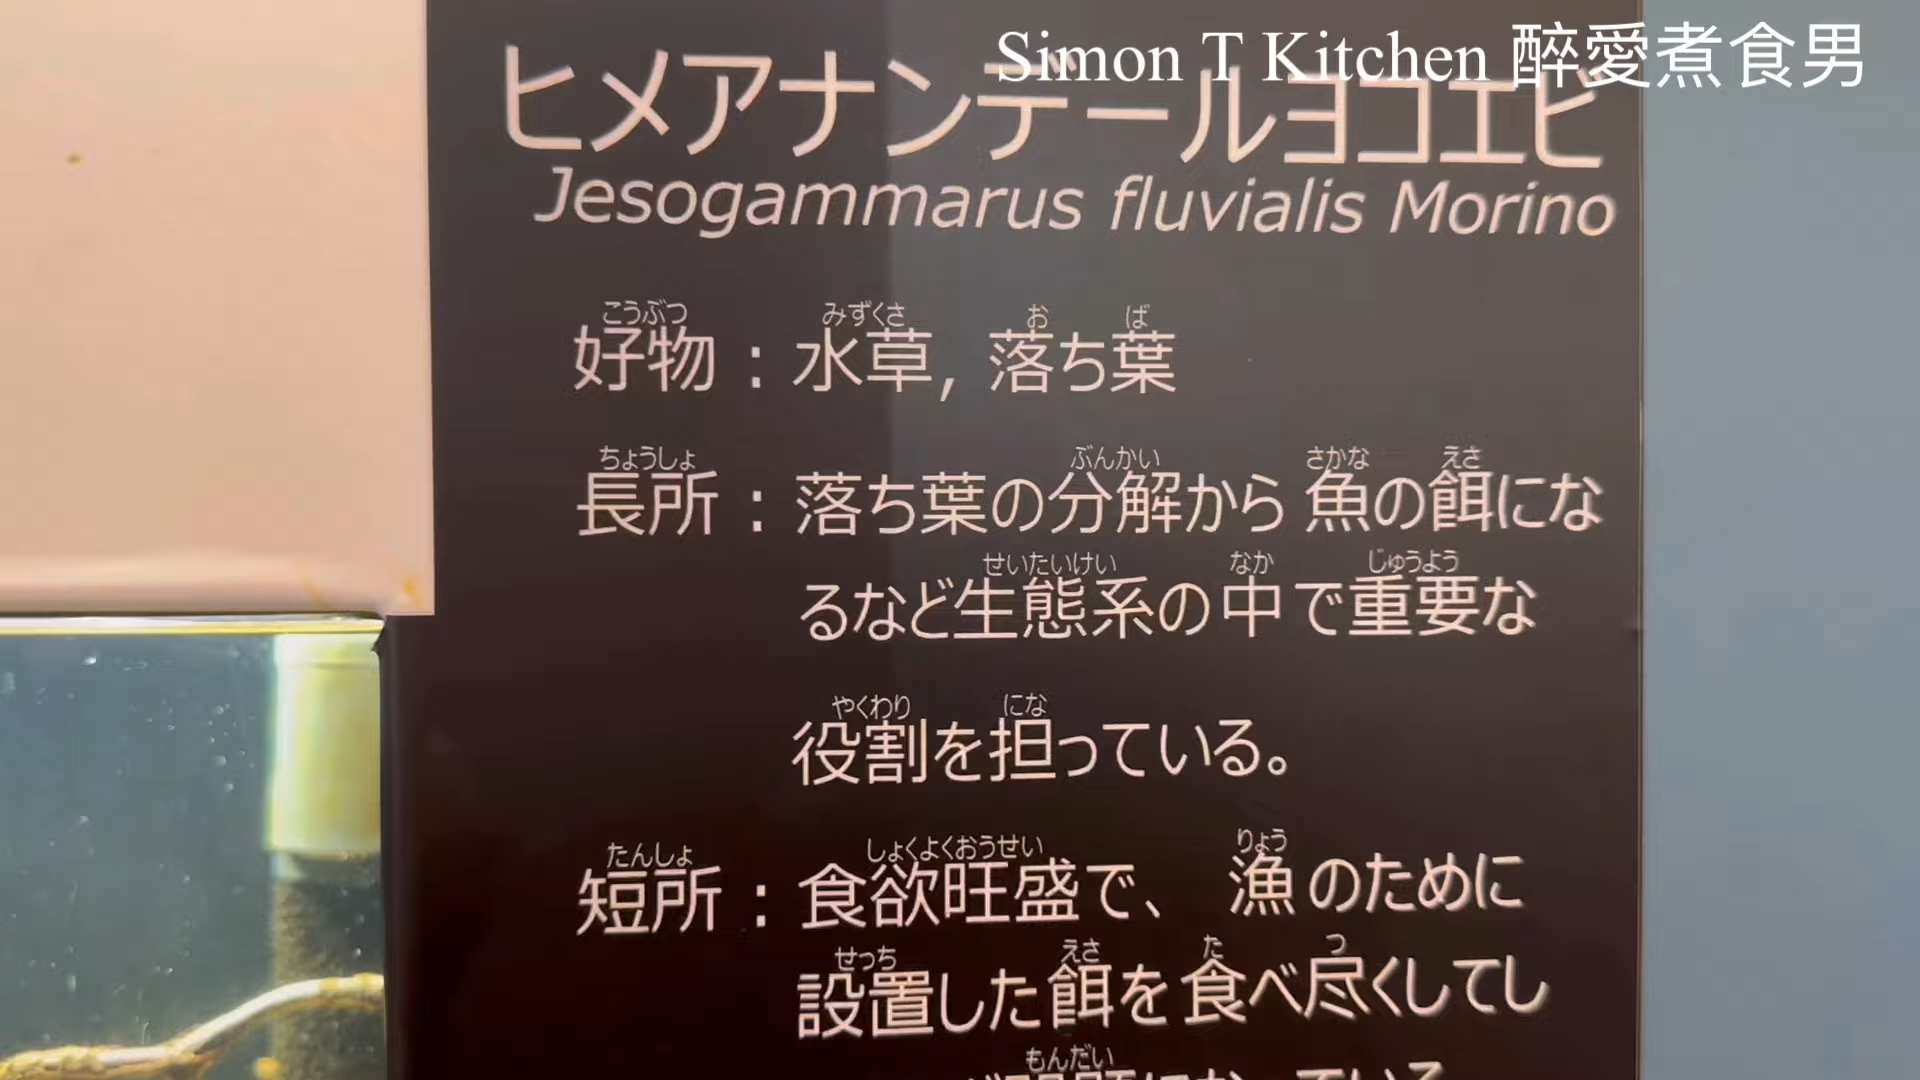 Simon T Kitchen 醉愛煮食男
ヒメアナンデールヨコエビ
Jesogammarus fluvialis Morino
こうぶつ みずくさ お ば
好物：水草, 落ち葉
ちょうしょ ぶんかい さかな えさ
長所：落ち葉の分解から 魚の餌にな
せいたいけい なか じゅうよう
るなど生態系の中で重要な
やくわり にな
役割を担っている。
たんしょ しょくよくおうせい りょう
短所：食欲旺盛で、 漁のために
せっち えさ た つ
設置した餌を食べ尽くしてし
もんだい